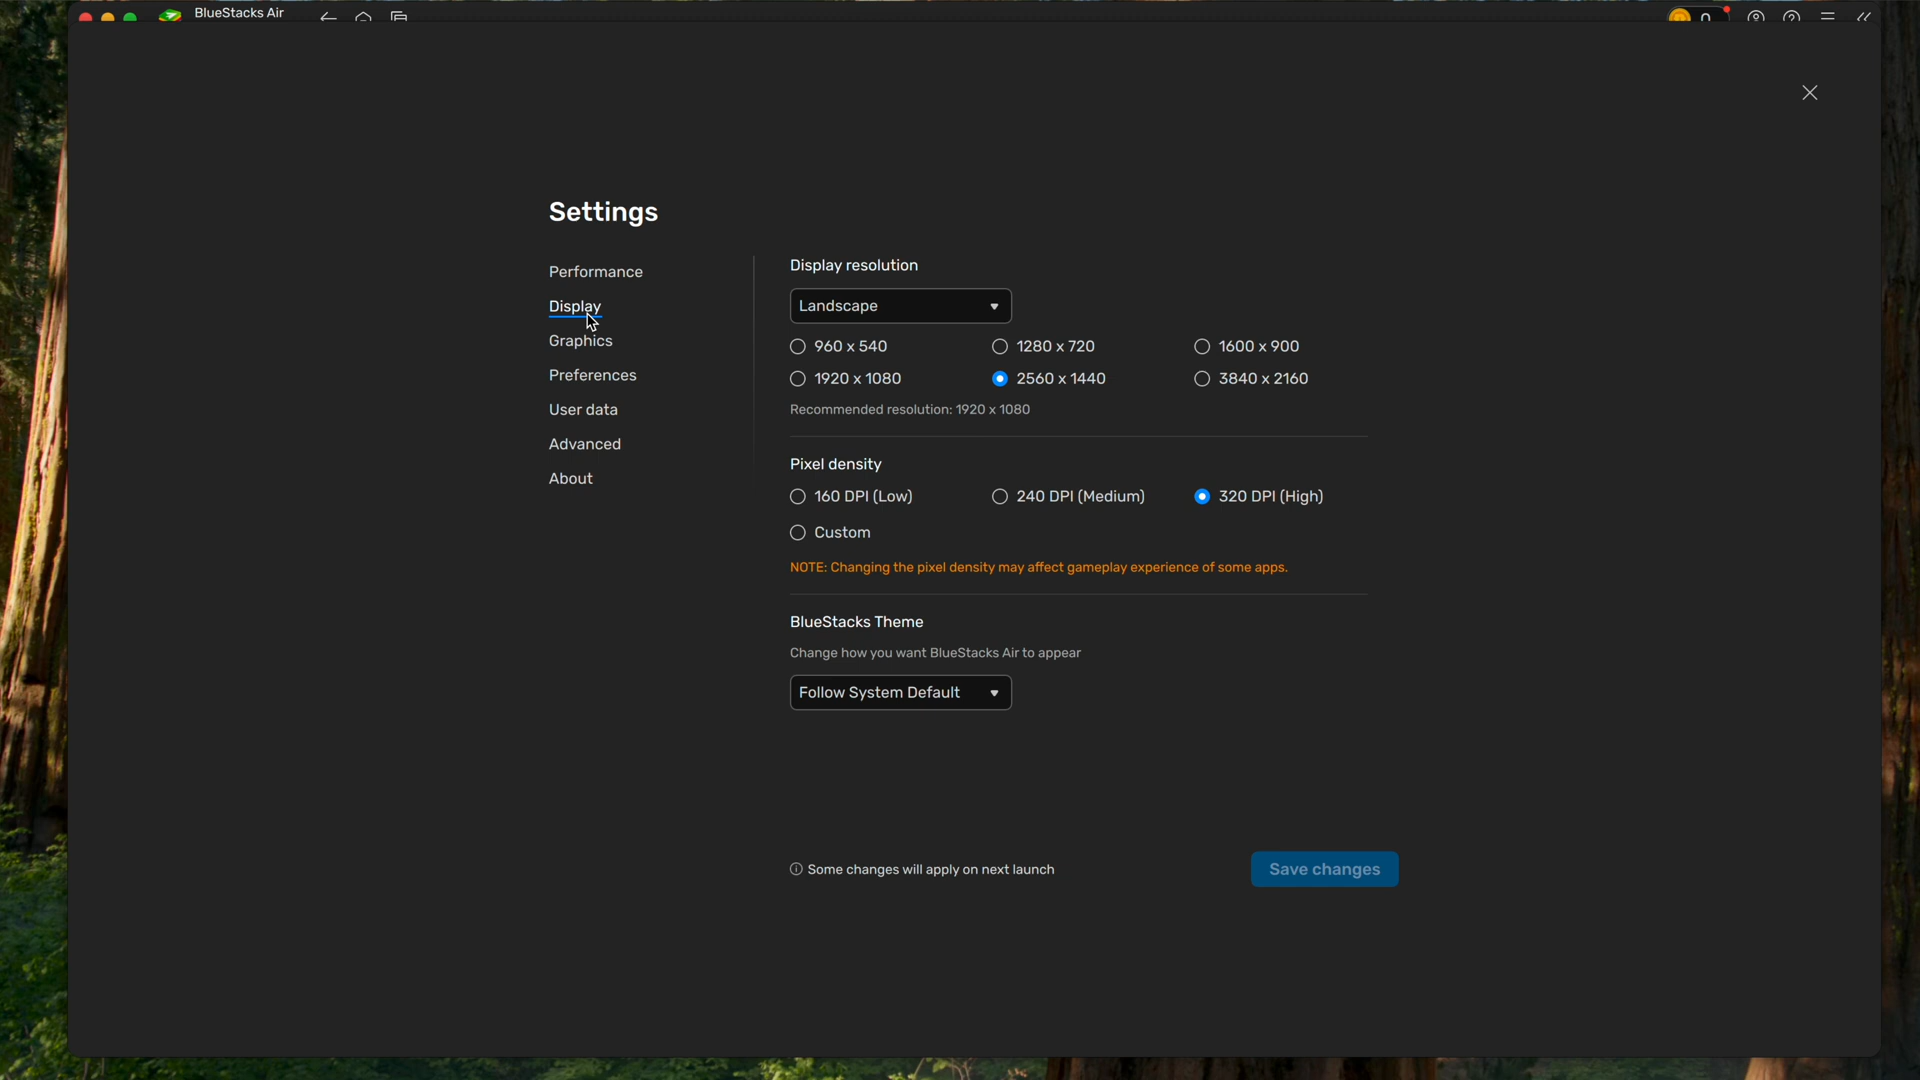 BlueStacks Air
0
Settings
Performance
Display
Graphics
Preferences
User data
Advanced
About
Display resolution
Landscape
960 x 540
1280 x 720
1600 x 900
1920 x 1080
2560 x 1440
3840 x 2160
Recommended resolution: 1920 x 1080
Pixel density
160 DPI (Low)
240 DPI (Medium)
320 DPI (High)
Custom
NOTE: Changing the pixel density may affect gameplay experience of some apps.
BlueStacks Theme
Change how you want BlueStacks Air to appear
Follow System Default
Some changes will apply on next launch
Save changes